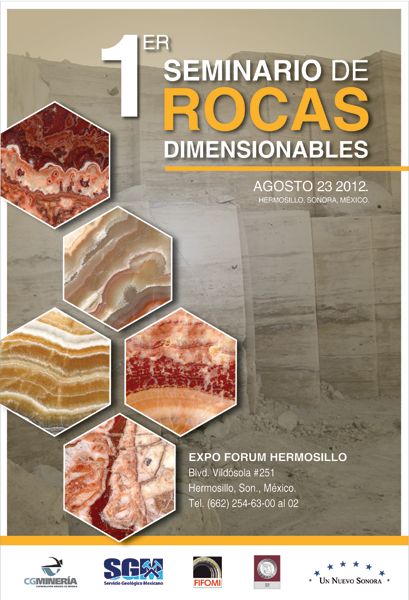 1ER
SEMINARIO DE
ROCAS
DIMENSIONABLES
AGOSTO 23 2012.
HERMOSILLO, SONORA, MÉXICO.
EXPO FORUM HERMOSILLO
Blvd. Vildósola #251
Hermosillo, Son., México.
Tel. (662) 254-63-00 al 02
CGMINERÍA
SGM
Servicio Geológico Mexicano
FIFOMI
UN NUEVO SONORA